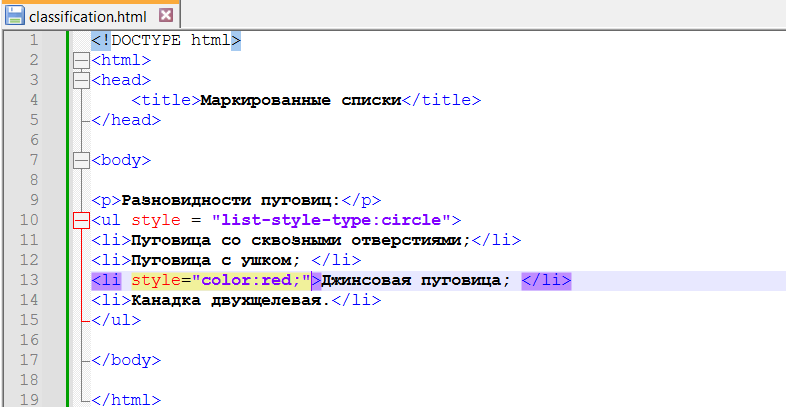 classification.html
1 <!DOCTYPE html>
2 <html>
3 <head>
4 <title>Маркированные списки</title>
5 </head>
6
7 <body>
8
9 <p>Разновидности пуговиц:</p>
10 <ul style = "list-style-type:circle">
11 <li>Пуговица со сквозными отверстиями;</li>
12 <li>Пуговица с ушком; </li>
13 <li style="color:red;">Джинсовая пуговица; </li>
14 <li>Канадка двухщелевая.</li>
15 </ul>
16
17 </body>
18
19 </html>